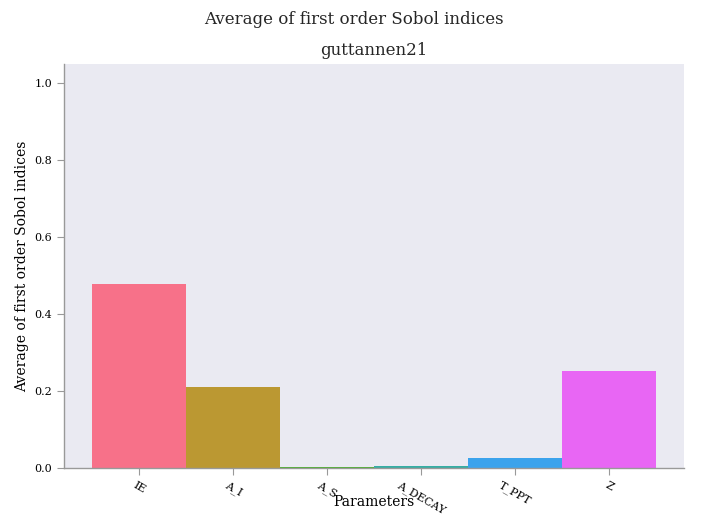 Average of first order Sobol indices
guttannen21
Average of first order Sobol indices
1.0
0.8
0.6
0.4
0.2
0.0
IE
A_I
A_S
A_DECAY
T_PPT
Z
Parameters